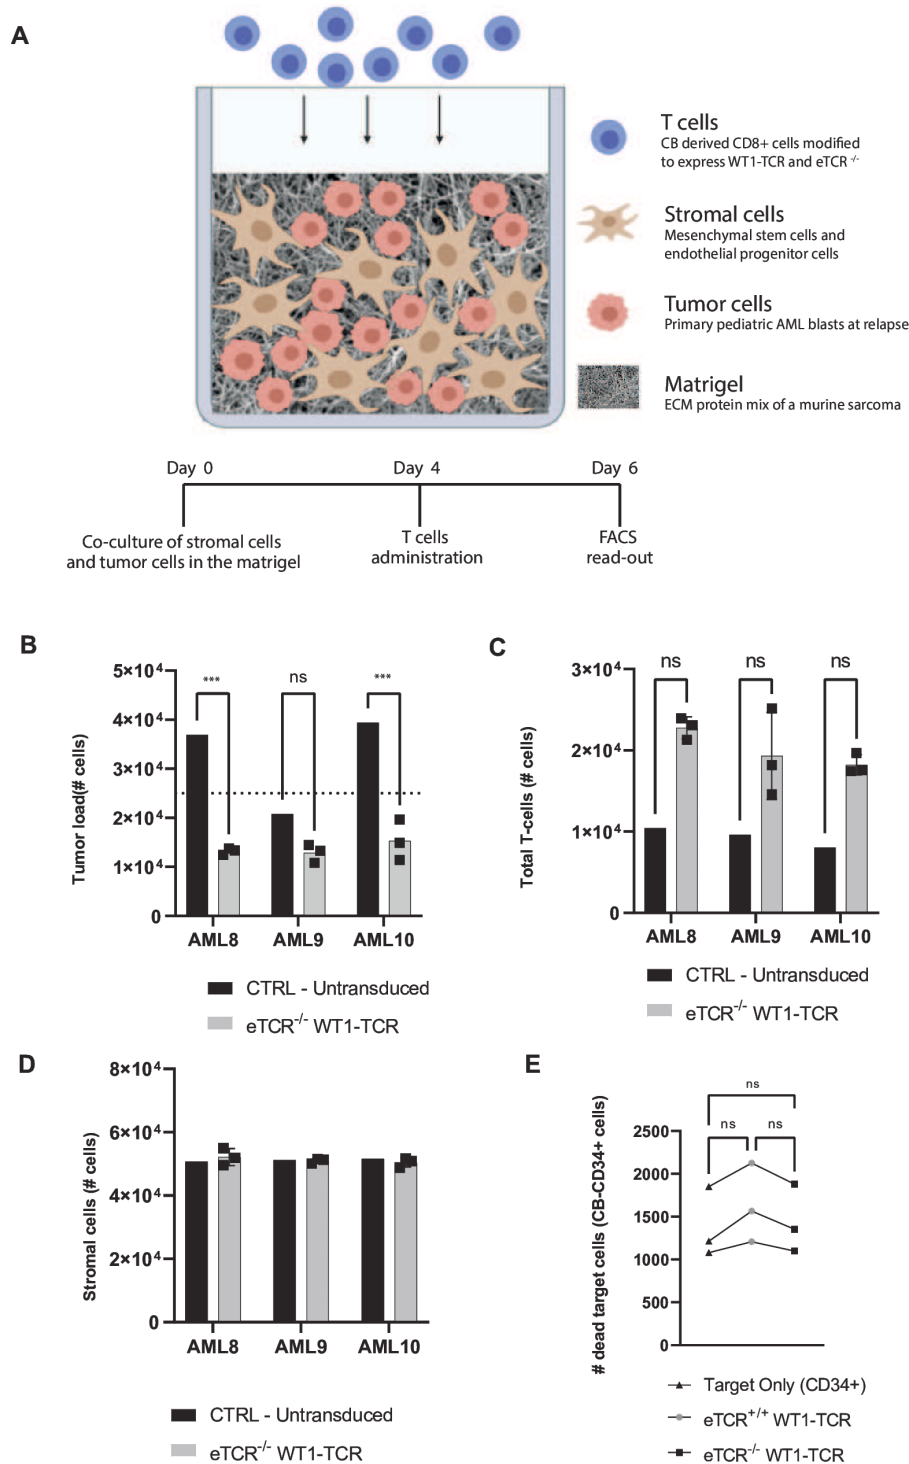 A
T cells
CB derived CD8+ cells modified
to express WT1-TCR and eTCR -/-
Stromal cells
Mesenchymal stem cells and
endothelial progenitor cells
Tumor cells
Primary pediatric AML blasts at relapse
Matrigel
ECM protein mix of a murine sarcoma
Day 0
Day 4
Day 6
Co-culture of stromal cells
and tumor cells in the matrigel
T cells
administration
FACS
read-out
B
Tumor load(# cells)
5×10⁴
4×10⁴
3×10⁴
2×10⁴
1×10⁴
0
***
ns
***
AML8
AML9
AML10
CTRL - Untransduced
eTCR-/- WT1-TCR
C
Total T-cells (# cells)
3×10⁴
2×10⁴
1×10⁴
0
ns
ns
ns
AML8
AML9
AML10
CTRL - Untransduced
eTCR-/- WT1-TCR
D
Stromal cells (# cells)
8×10⁴
6×10⁴
4×10⁴
2×10⁴
0
AML8
AML9
AML10
CTRL - Untransduced
eTCR-/- WT1-TCR
E
# dead target cells (CB-CD34+ cells)
2500
2000
1500
1000
500
0
ns
ns
ns
Target Only (CD34+)
eTCR+/+ WT1-TCR
eTCR-/- WT1-TCR